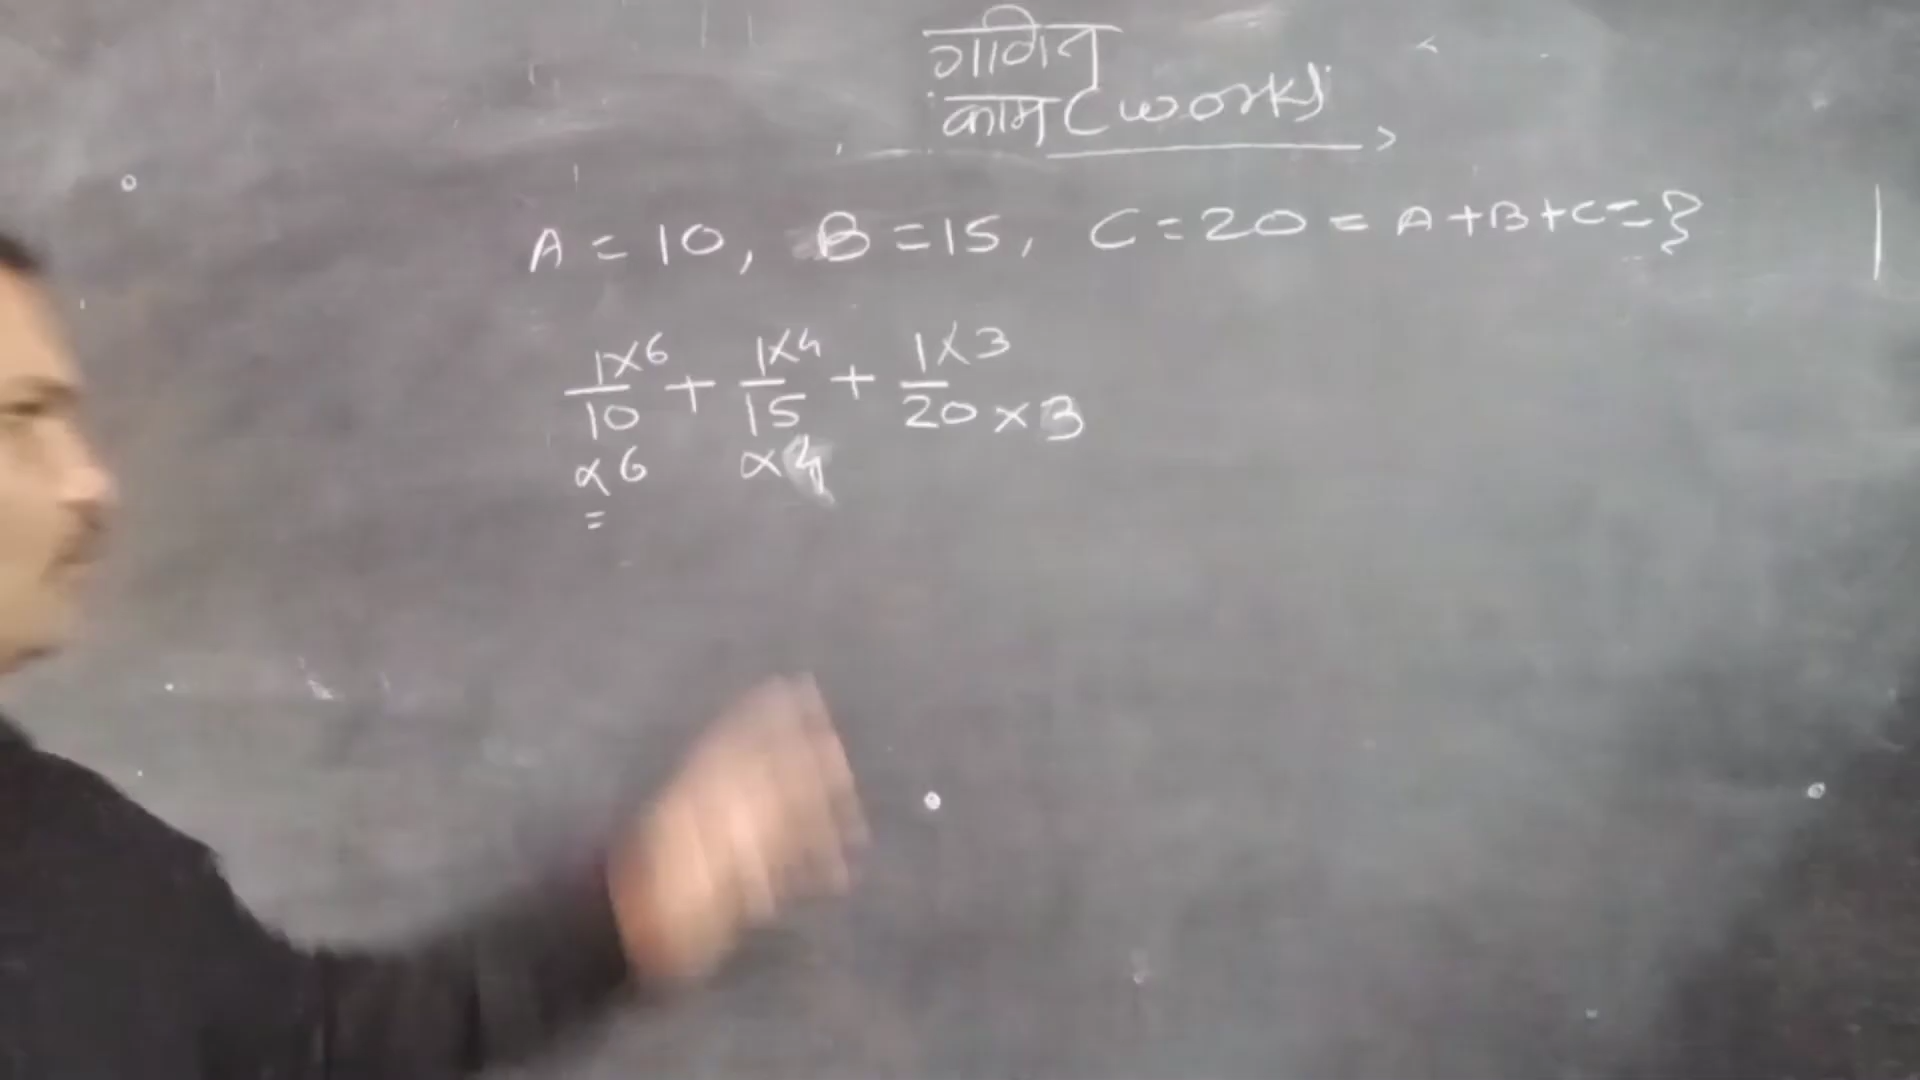 गणित
काम (work)
A = 10, B = 15, C = 20 = A + B + C = ?
1×6 1×4 1×3
10 + 15 + 20 × 3
×6 ×4
=